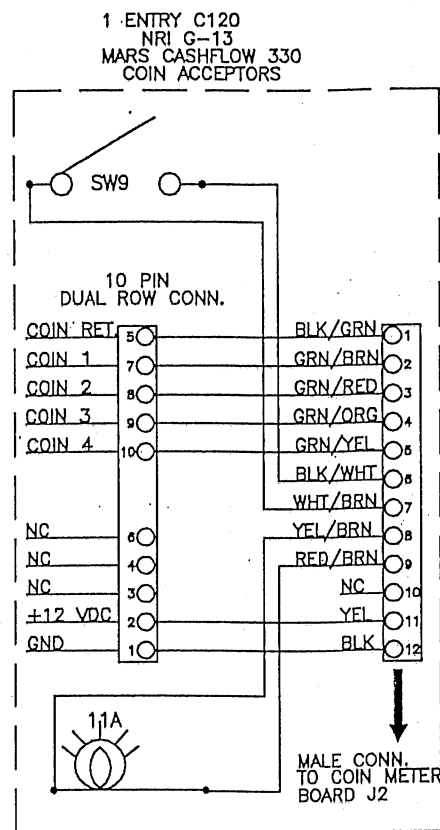 1 ENTRY C120
NRI G-13
MARS CASHFLOW 330
COIN ACCEPTORS
SW9
10 PIN
DUAL ROW CONN.
COIN RET. 5 BLK/GRN 1
COIN 1 7 GRN/BRN 2
COIN 2 8 GRN/RED 3
COIN 3 9 GRN/ORG 4
COIN 4 10 GRN/YEL 5
BLK/WHT 6
WHT/BRN 7
NC 6 YEL/BRN 8
NC 4 RED/BRN 9
NC 3 NC 10
+12 VDC 2 YEL 11
GND 1 BLK 12
11A
MALE CONN.
TO COIN METER
BOARD J2